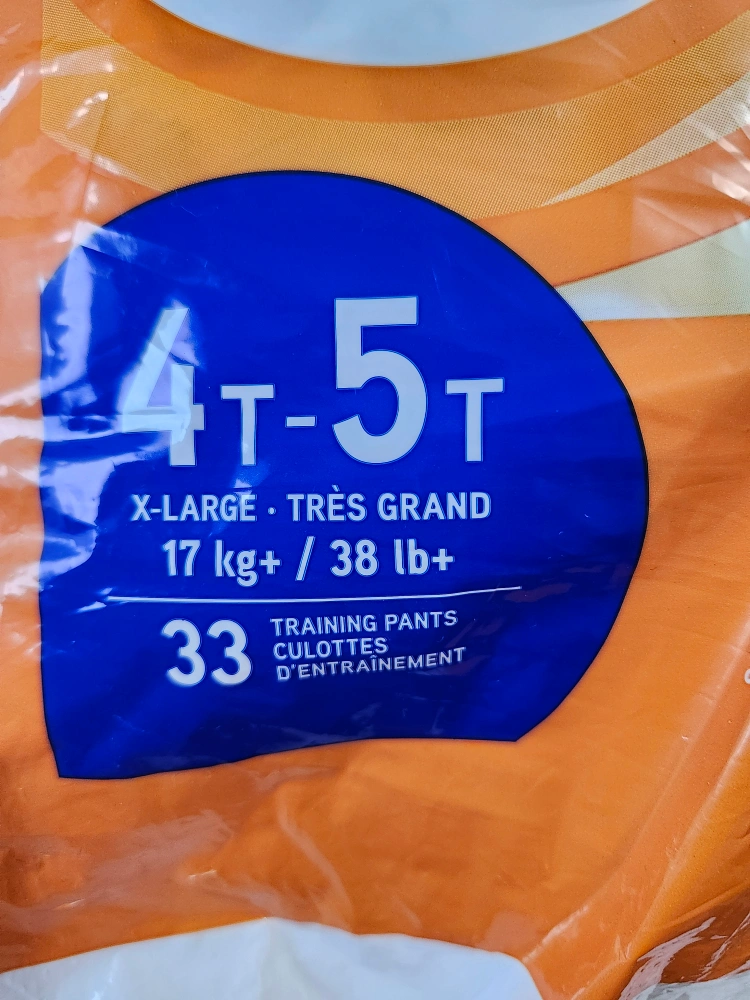 4T-5T
X-LARGE · TRÈS GRAND
17 kg+ / 38 lb+
33 TRAINING PANTS
CULOTTES
D'ENTRAÎNEMENT